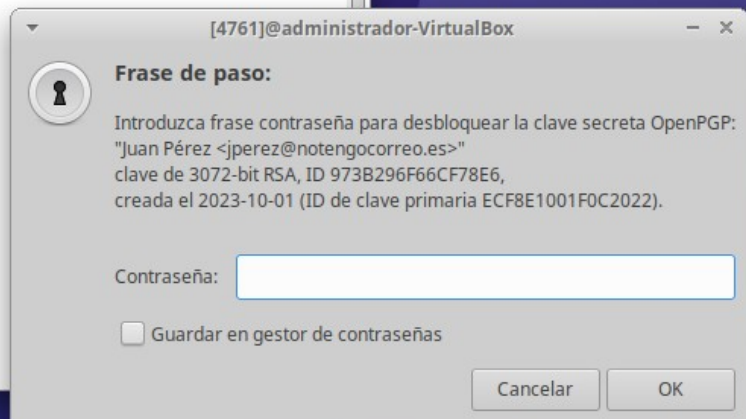 [4761]@administrador-VirtualBox
Frase de paso:
Introduzca frase contraseña para desbloquear la clave secreta OpenPGP:
"Juan Pérez <jperez@notengocorreo.es>"
clave de 3072-bit RSA, ID 973B296F66CF78E6,
creada el 2023-10-01 (ID de clave primaria ECF8E1001F0C2022).
Contraseña:
Guardar en gestor de contraseñas
Cancelar OK